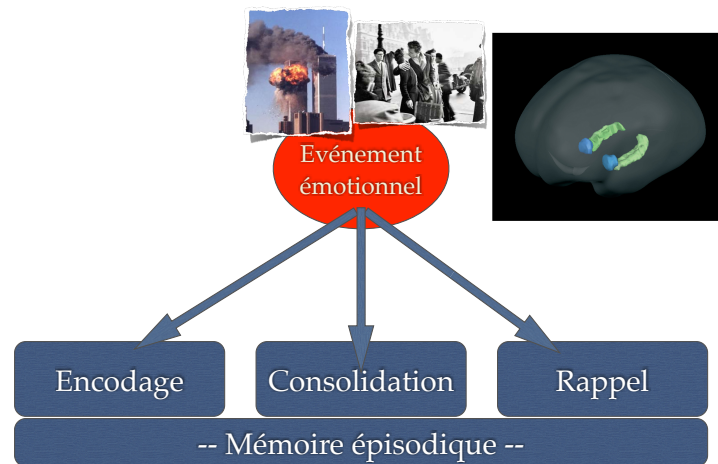 Evénement
émotionnel
Encodage
Consolidation
Rappel
-- Mémoire épisodique --